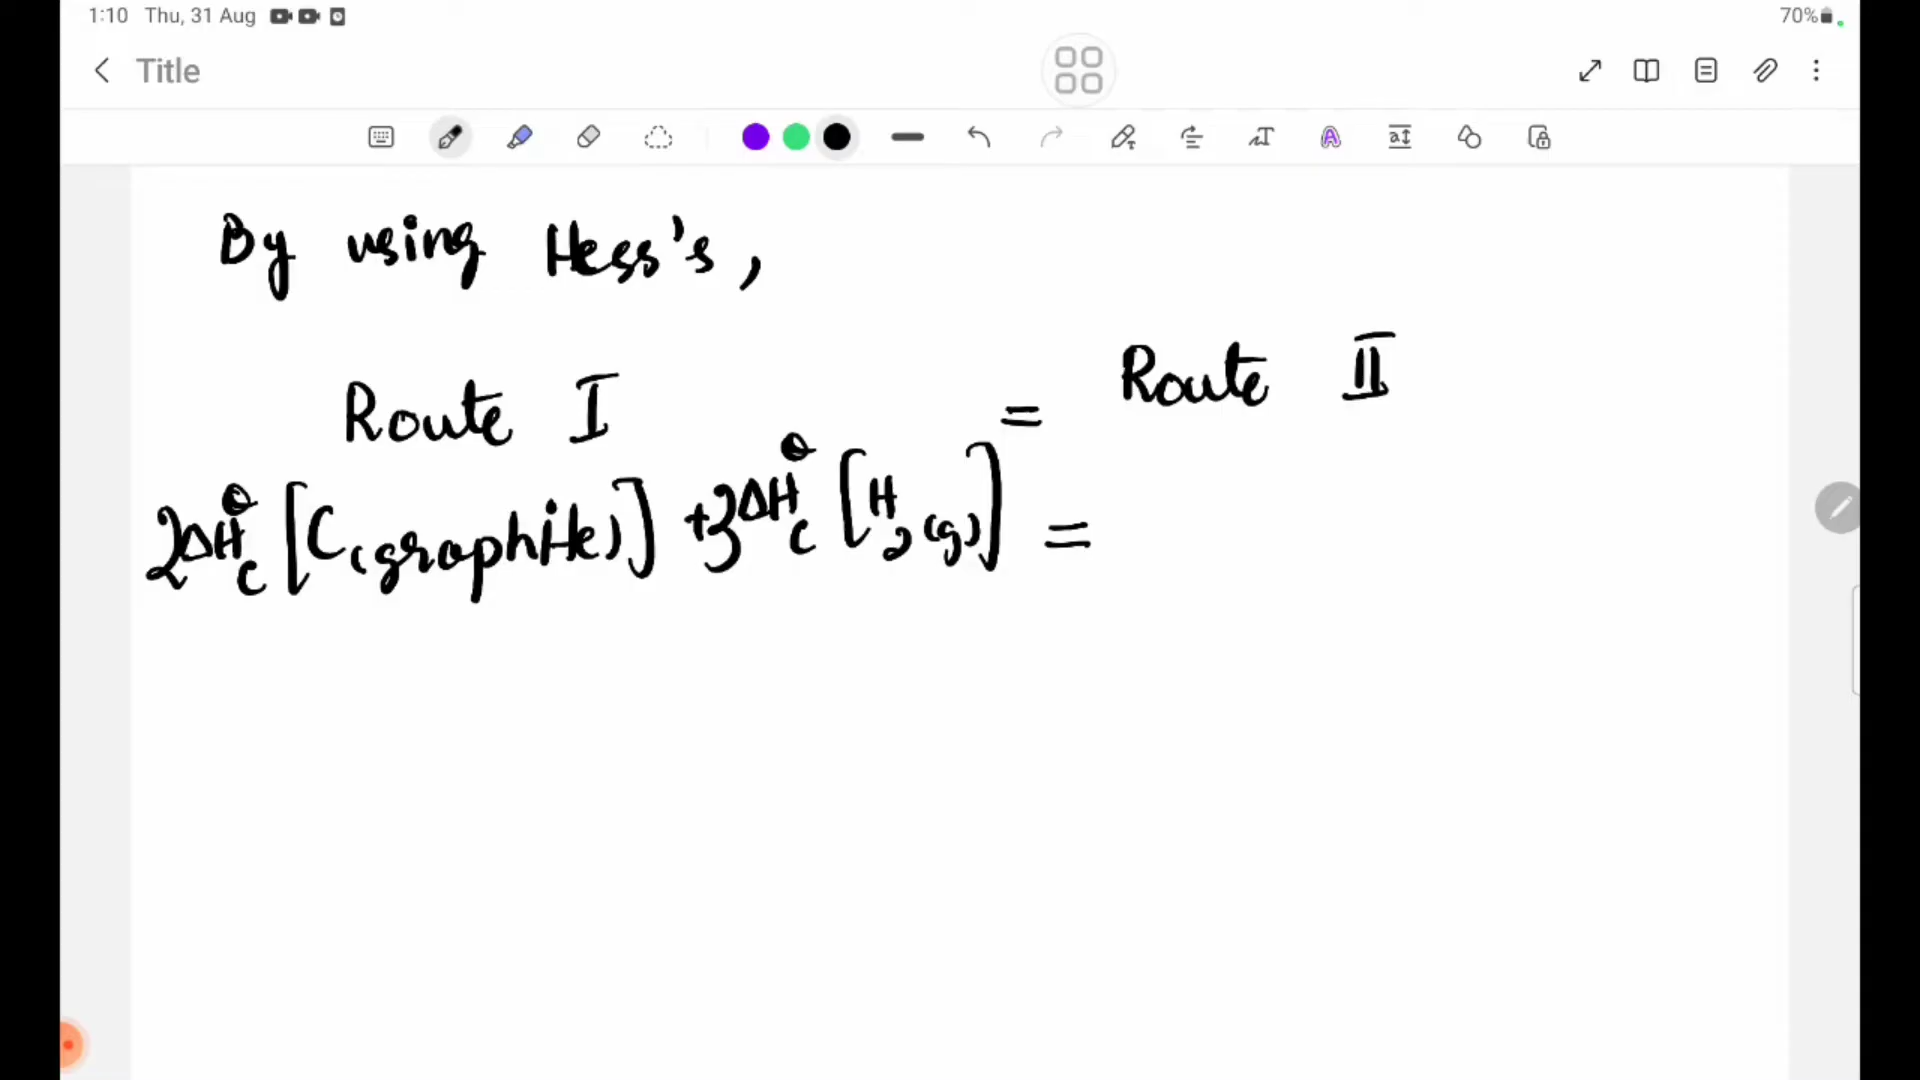 1:10 Thu, 31 Aug 70%
Title
By using Hess's,
Route I = Route II
2ΔH°c [C(graphite)] + 3ΔH°c [H2(g)] =